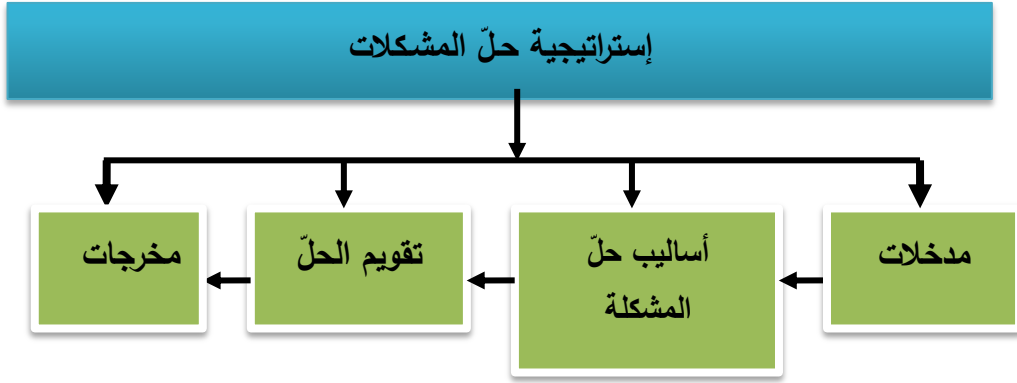 إستراتيجية حلّ المشكلات
مدخلات
أساليب حلّ
المشكلة
تقويم الحلّ
مخرجات